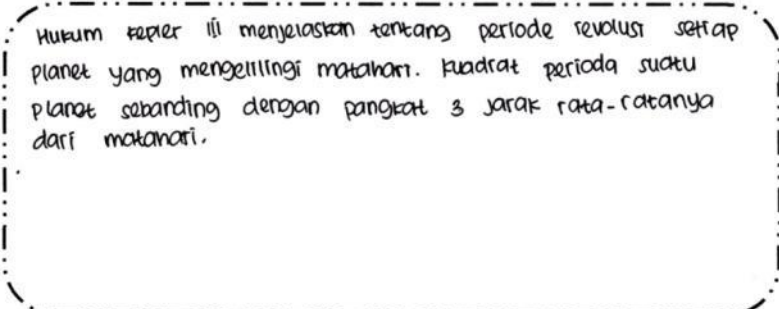 Hukum Kepler iii menjelaskan tentang periode revolusi setiap
planet yang mengelilingi matahari. Kuadrat perioda suatu
planet sebanding dengan pangkat 3 jarak rata-ratanya
dari matahari.